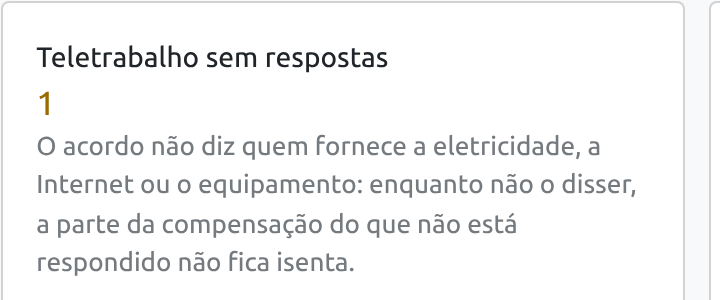 Teletrabalho sem respostas
1
O acordo não diz quem fornece a eletricidade, a
Internet ou o equipamento: enquanto não o disser,
a parte da compensação do que não está
respondido não fica isenta.